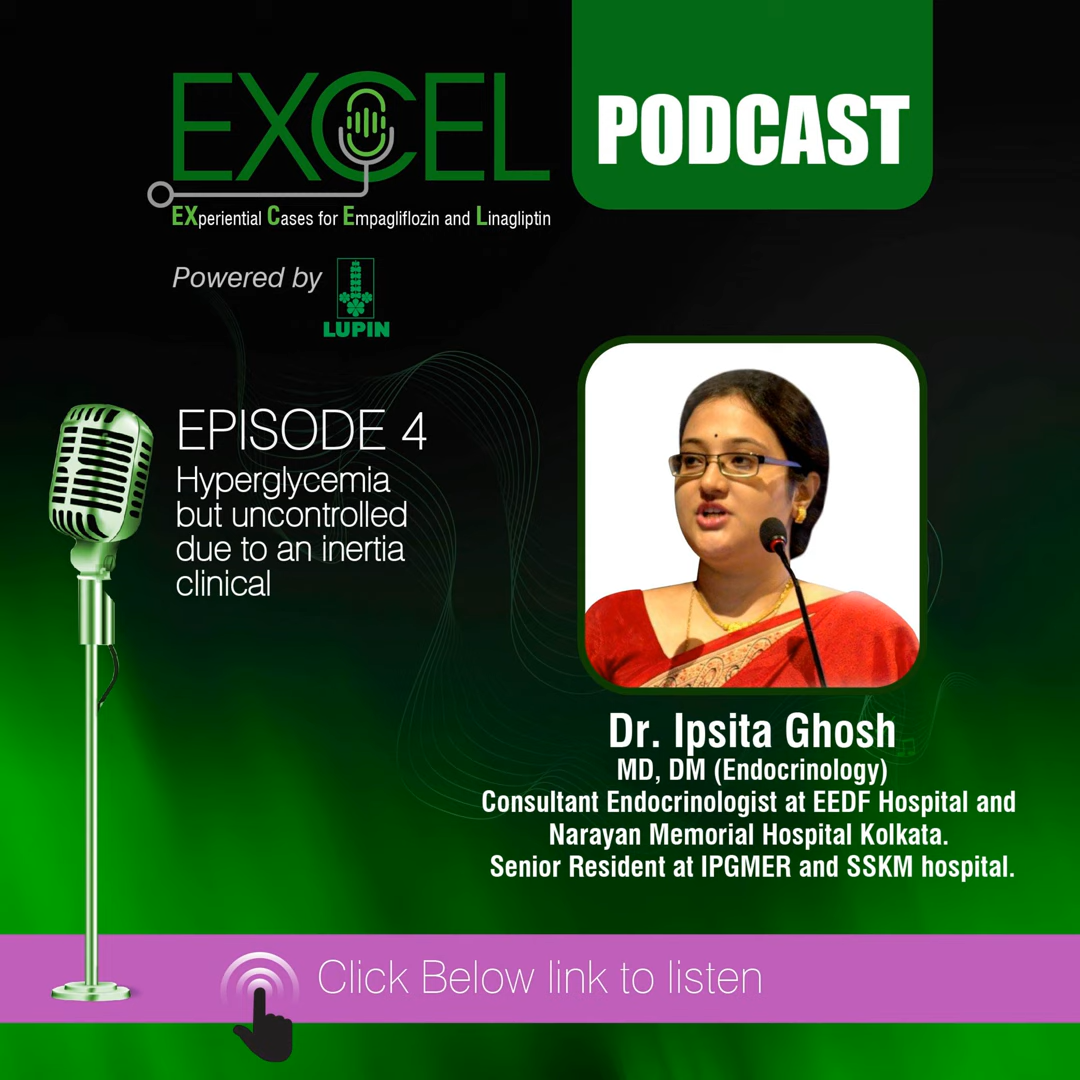 EXCEL
PODCAST
EXperiential Cases for Empagliflozin and Linagliptin
Powered by
LUPIN
EPISODE 4
Hyperglycemia
but uncontrolled
due to an inertia
clinical
Dr. Ipsita Ghosh
MD, DM (Endocrinology)
Consultant Endocrinologist at EEDF Hospital and
Narayan Memorial Hospital Kolkata.
Senior Resident at IPGMER and SSKM hospital.
Click Below link to listen